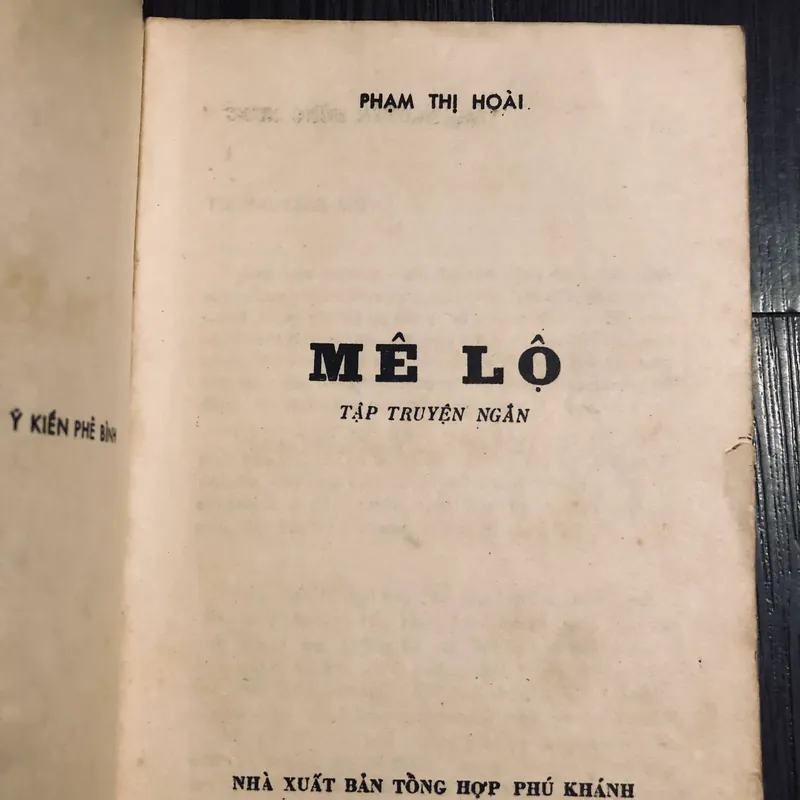 Ý KIẾN PHÊ BÌNH
PHẠM THỊ HOÀI
MÊ LỘ
TẬP TRUYỆN NGẮN
NHÀ XUẤT BẢN TỔNG HỢP PHÚ KHÁNH